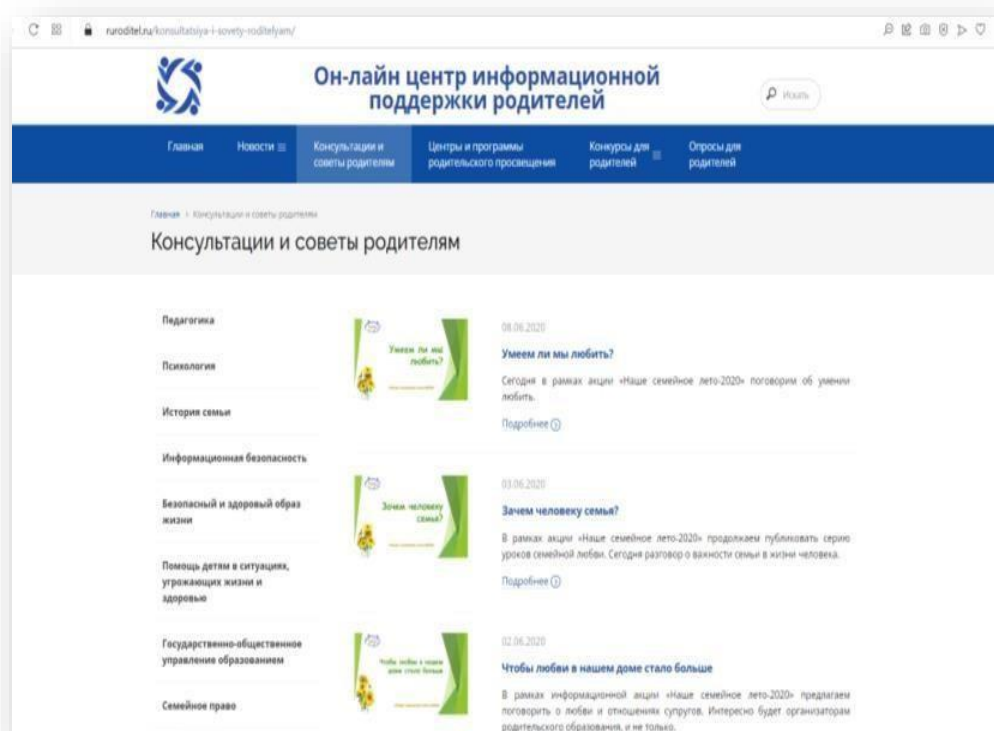 ruroditel.ru/konsultatsiya-i-sovety-roditelyam/
Он-лайн центр информационной
поддержки родителей
Искать
Главная
Новости
Консультации и
советы родителям
Центры и программы
родительского просвещения
Конкурсы для
родителей
Опросы для
родителей
Главная > Консультации и советы родителям
Консультации и советы родителям
Педагогика
Психология
История семьи
Информационная безопасность
Безопасный и здоровый образ
жизни
Помощь детям в ситуациях,
угрожающих жизни и
здоровью
Государственно-общественное
управление образованием
Семейное право
Умеем ли мы
любить?
08.06.2020
Умеем ли мы любить?
Сегодня в рамках акции «Наше семейное лето-2020» поговорим об умении
любить.
Подробнее
Зачем человеку
семья?
03.06.2020
Зачем человеку семья?
В рамках акции «Наше семейное лето-2020» продолжаем публиковать серию
уроков семейной любви. Сегодня разговор о важности семьи в жизни человека.
Подробнее
Чтобы любви в нашем
доме стало больше
02.06.2020
Чтобы любви в нашем доме стало больше
В рамках информационной акции «Наше семейное лето-2020» предлагаем
поговорить о любви и отношениях супругов. Интересно будет организаторам
родительского образования, и не только.